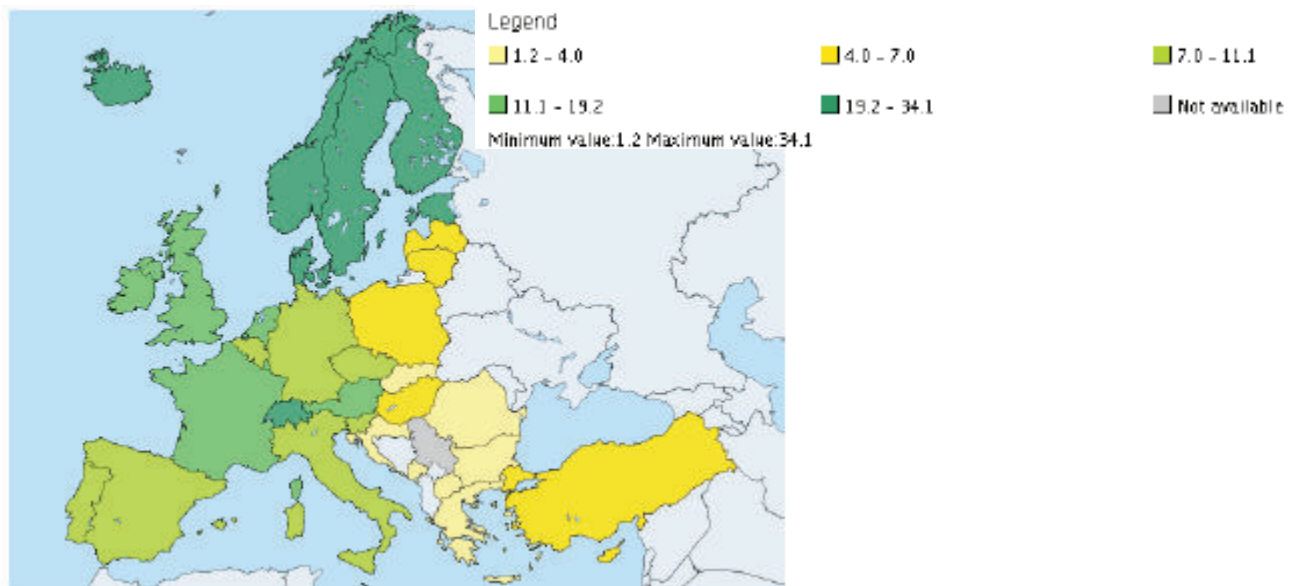 Legend
1.2 – 4.0
4.0 – 7.0
7.0 – 11.1
11.1 – 19.2
19.2 – 34.1
Not available
Minimum value:1.2 Maximum value:34.1